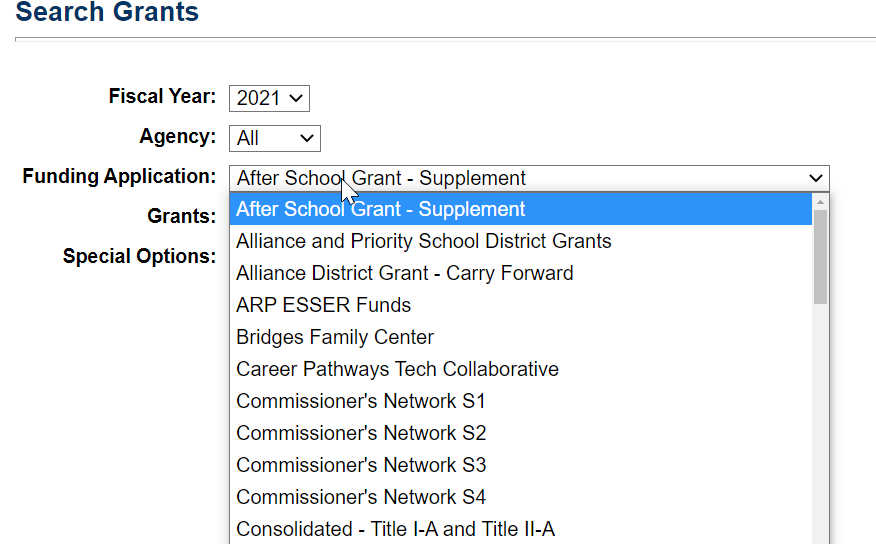 Search Grants
Fiscal Year: 2021
Agency: All
Funding Application: After School Grant - Supplement
After School Grant - Supplement
Grants:
Alliance and Priority School District Grants
Special Options:
Alliance District Grant - Carry Forward
ARP ESSER Funds
Bridges Family Center
Career Pathways Tech Collaborative
Commissioner's Network S1
Commissioner's Network S2
Commissioner's Network S3
Commissioner's Network S4
Consolidated - Title I-A and Title II-A